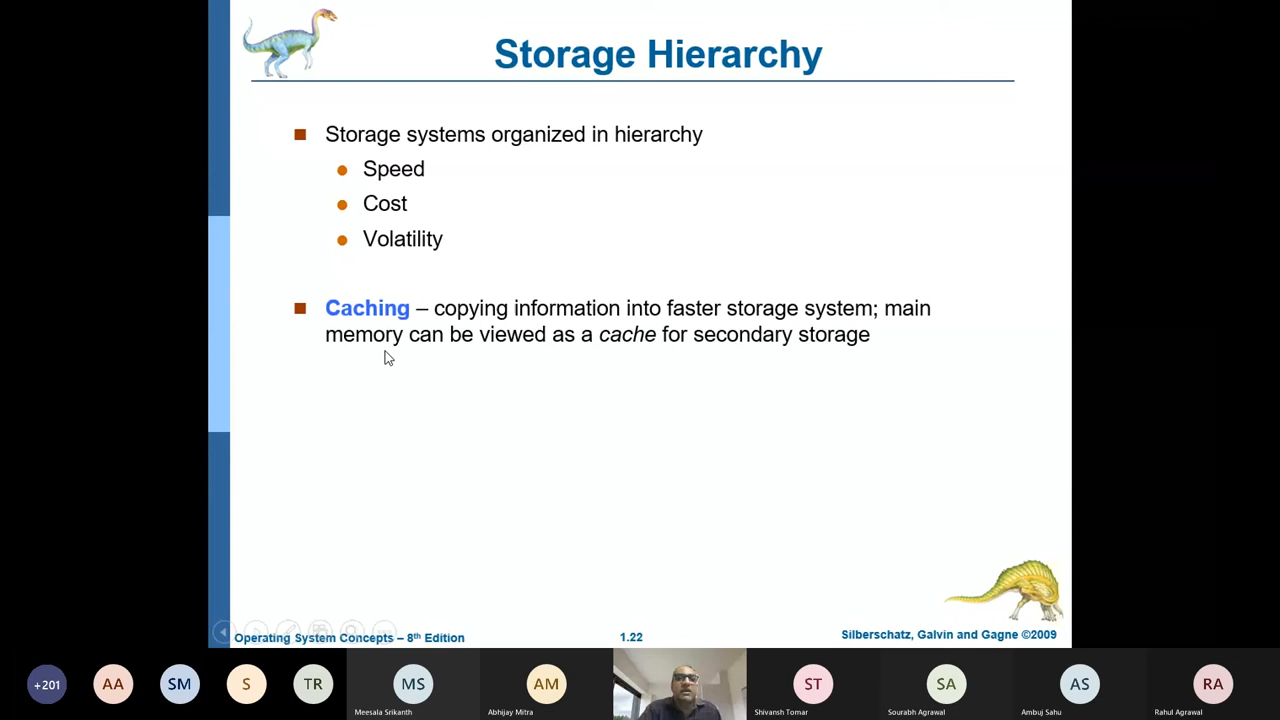 Storage Hierarchy
Storage systems organized in hierarchy
Speed
Cost
Volatility
Caching – copying information into faster storage system; main
memory can be viewed as a cache for secondary storage
Operating System Concepts – 8th Edition
1.22
Silberschatz, Galvin and Gagne ©2009
+201
AA
SM
S
TR
MS
AM
ST
SA
AS
RA
Meesala Srikanth
Abhijay Mitra
Shivansh Tomar
Sourabh Agrawal
Ambuj Sahu
Rahul Agrawal